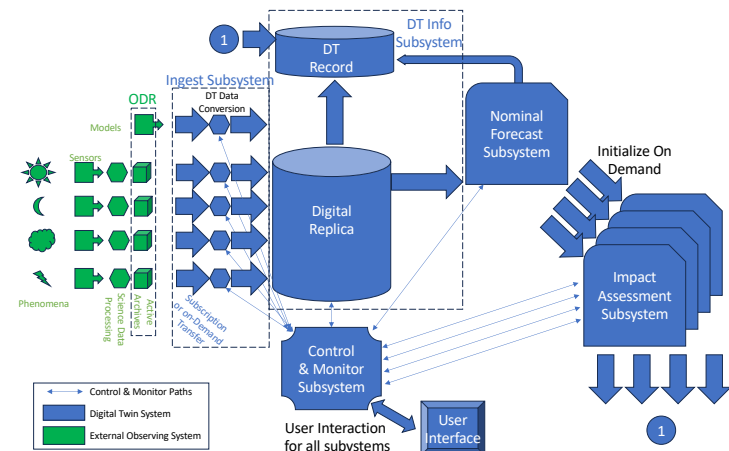 1
DT Info
Subsystem
DT
Record
Ingest Subsystem
ODR
DT Data
Conversion
Models
Nominal
Forecast
Subsystem
Initialize On
Demand
Sensors
Digital
Replica
Impact
Assessment
Subsystem
Phenomena
Science Data
Processing
Active
Archives
Subscription
or on-Demand
Transfer
Control
& Monitor
Subsystem
Control & Monitor Paths
Digital Twin System
External Observing System
User Interaction
for all subystems
User
Interface
1